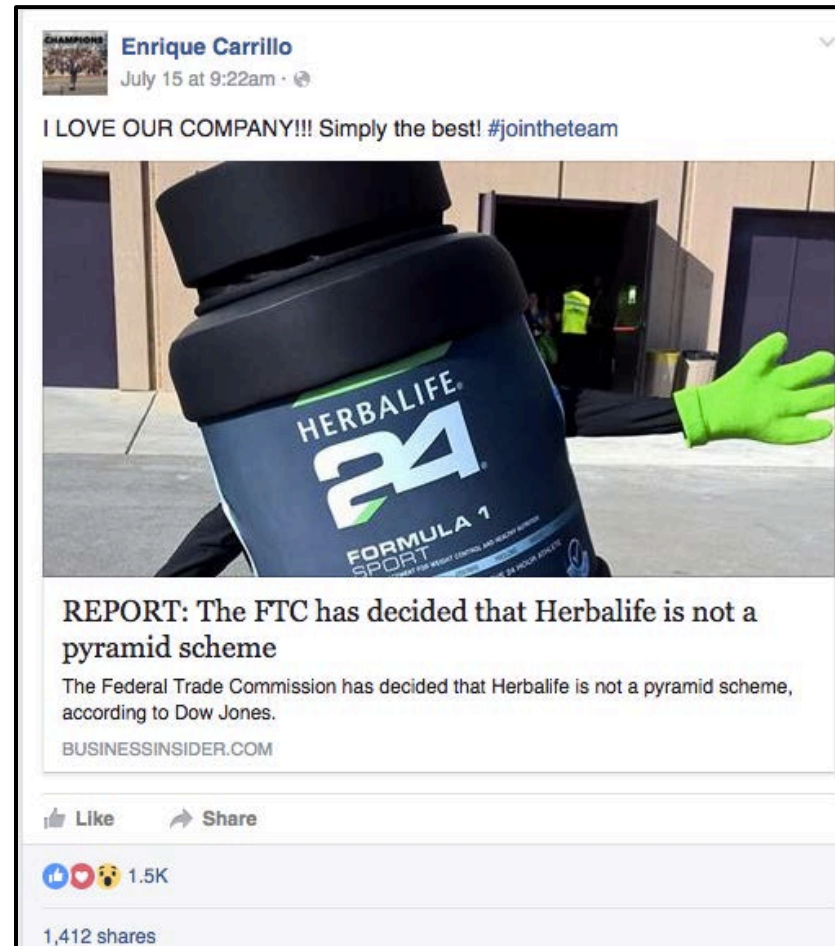 CHAMPIONS
Enrique Carrillo
July 15 at 9:22am ·
I LOVE OUR COMPANY!!! Simply the best! #jointheteam
HERBALIFE
24
FORMULA 1
SPORT
REPORT: The FTC has decided that Herbalife is not a
pyramid scheme
The Federal Trade Commission has decided that Herbalife is not a pyramid scheme,
according to Dow Jones.
BUSINESSINSIDER.COM
Like Share
1.5K
1,412 shares